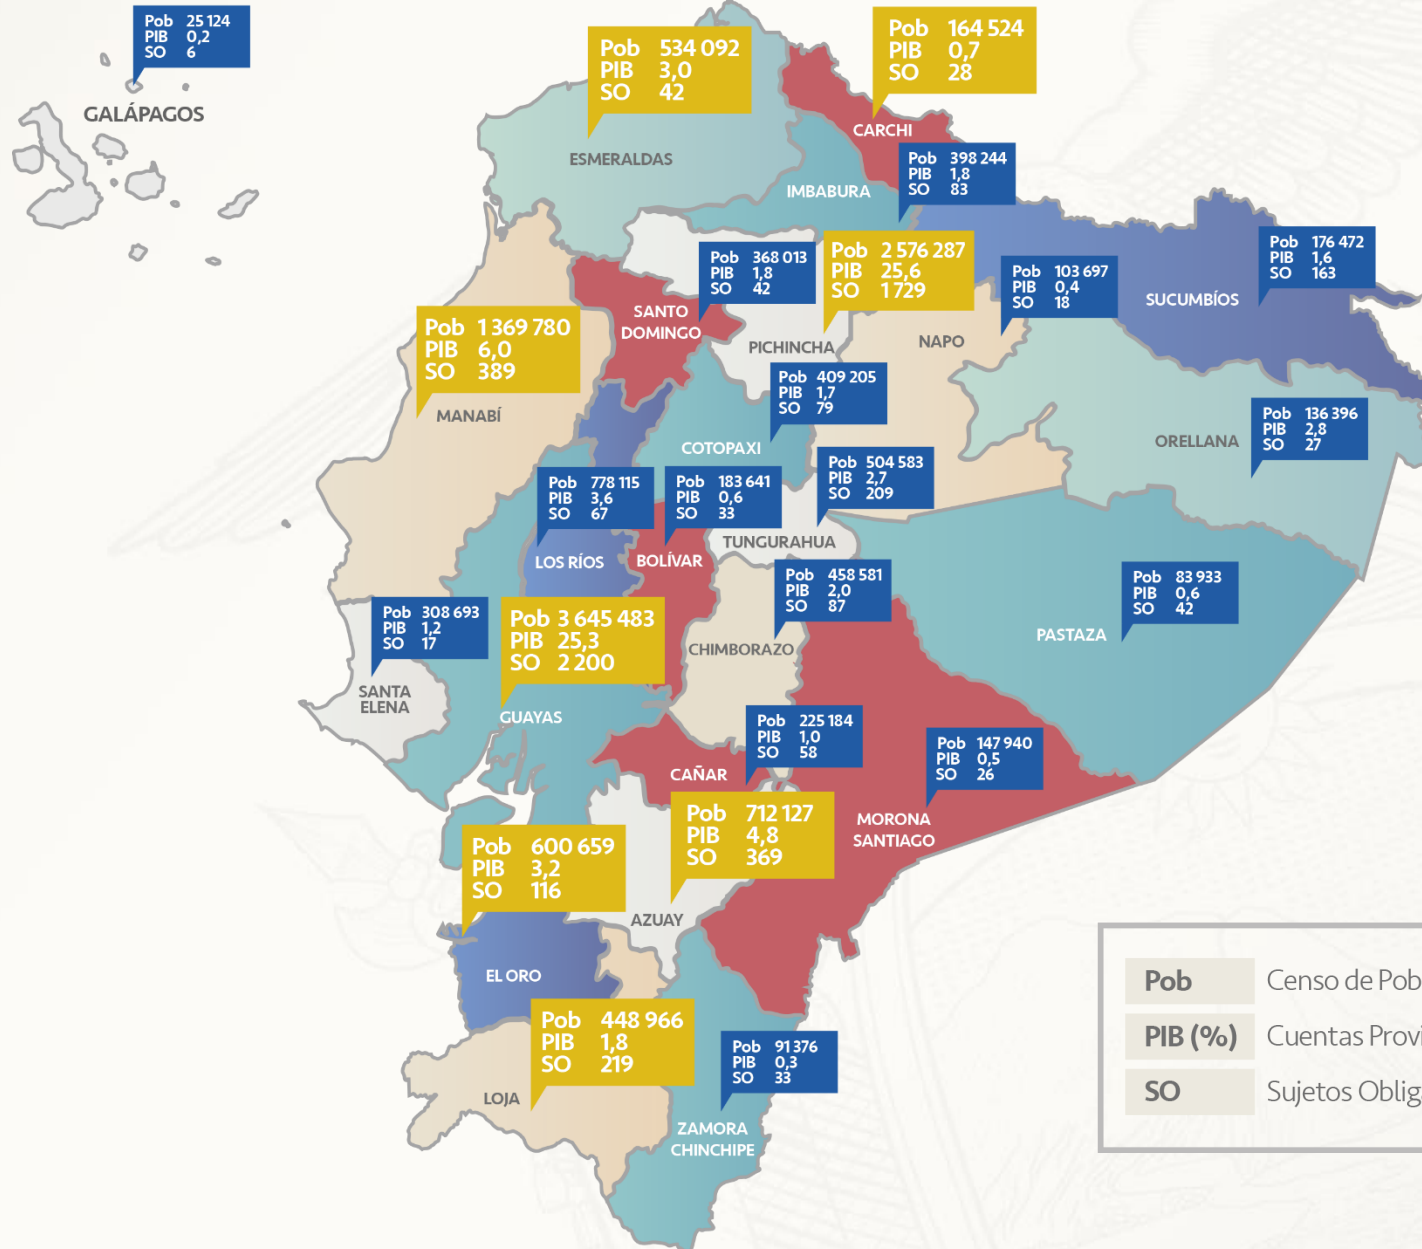 Pob 25 124
PIB 0,2
SO 6
GALÁPAGOS
Pob 534 092
PIB 3,0
SO 42
ESMERALDAS
Pob 164 524
PIB 0,7
SO 28
CARCHI
Pob 398 244
PIB 1,8
SO 83
IMBABURA
Pob 176 472
PIB 1,6
SO 163
SUCUMBÍOS
Pob 368 013
PIB 1,8
SO 42
SANTO
DOMINGO
Pob 2 576 287
PIB 25,6
SO 1 729
PICHINCHA
Pob 103 697
PIB 0,4
SO 18
NAPO
Pob 1 369 780
PIB 6,0
SO 389
MANABÍ
Pob 409 205
PIB 1,7
SO 79
COTOPAXI
Pob 136 396
PIB 2,8
SO 27
ORELLANA
Pob 778 115
PIB 3,6
SO 67
LOS RÍOS
Pob 183 641
PIB 0,6
SO 33
BOLÍVAR
Pob 504 583
PIB 2,7
SO 209
TUNGURAHUA
Pob 458 581
PIB 2,0
SO 87
CHIMBORAZO
Pob 83 933
PIB 0,6
SO 42
PASTAZA
Pob 308 693
PIB 1,2
SO 17
SANTA
ELENA
Pob 3 645 483
PIB 25,3
SO 2 200
GUAYAS
Pob 225 184
PIB 1,0
SO 58
CAÑAR
Pob 147 940
PIB 0,5
SO 26
MORONA
SANTIAGO
Pob 712 127
PIB 4,8
SO 369
AZUAY
Pob 600 659
PIB 3,2
SO 116
EL ORO
Pob 448 966
PIB 1,8
SO 219
LOJA
Pob 91 376
PIB 0,3
SO 33
ZAMORA
CHINCHIPE
Pob Censo de Pob
PIB (%) Cuentas Provi
SO Sujetos Oblig